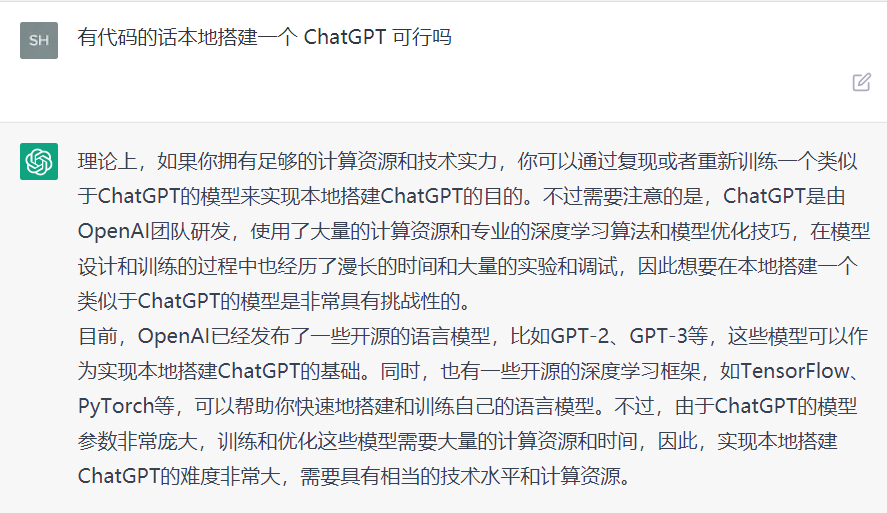 SH
有代码的话本地搭建一个 ChatGPT 可行吗
理论上，如果你拥有足够的计算资源和技术实力，你可以通过复现或者重新训练一个类似
于ChatGPT的模型来实现本地搭建ChatGPT的目的。不过需要注意的是，ChatGPT是由
OpenAI团队研发，使用了大量的计算资源和专业的深度学习算法和模型优化技巧，在模型
设计和训练的过程中也经历了漫长的时间和大量的实验和调试，因此想要在本地搭建一个
类似于ChatGPT的模型是非常具有挑战性的。
目前，OpenAI已经发布了一些开源的语言模型，比如GPT-2、GPT-3等，这些模型可以作
为实现本地搭建ChatGPT的基础。同时，也有一些开源的深度学习框架，如TensorFlow、
PyTorch等，可以帮助你快速地搭建和训练自己的语言模型。不过，由于ChatGPT的模型
参数非常庞大，训练和优化这些模型需要大量的计算资源和时间，因此，实现本地搭建
ChatGPT的难度非常大，需要具有相当的技术水平和计算资源。